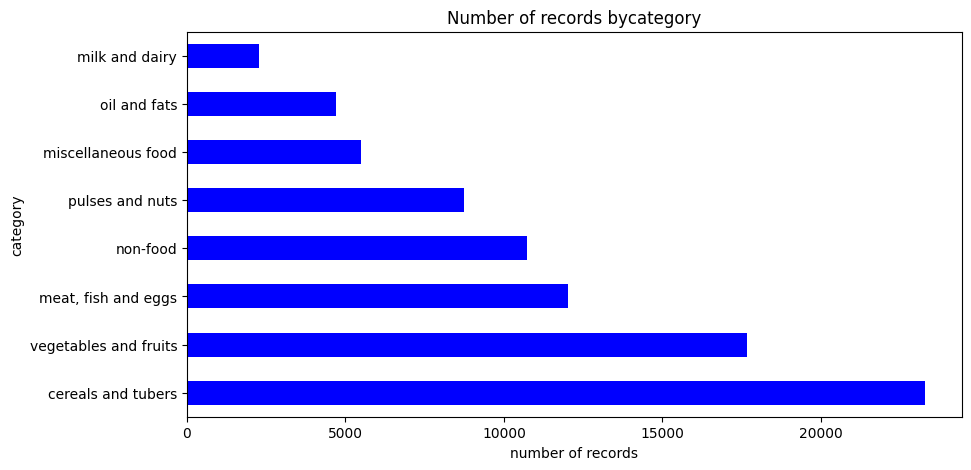 Number of records bycategory
category
milk and dairy
oil and fats
miscellaneous food
pulses and nuts
non-food
meat, fish and eggs
vegetables and fruits
cereals and tubers
0 5000 10000 15000 20000
number of records